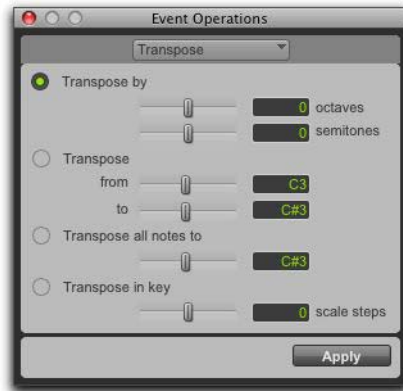 Event Operations
Transpose
Transpose by
0 octaves
0 semitones
Transpose
from C3
to C#3
Transpose all notes to
C#3
Transpose in key
0 scale steps
Apply